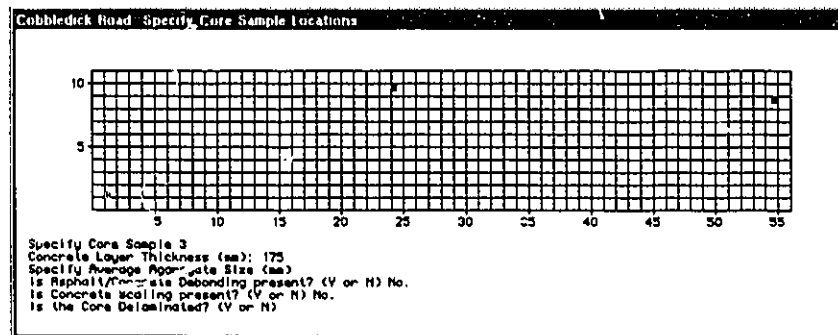 Cobbledick Road: Specify Core Sample Locations
10
5
5 10 15 20 25 30 35 40 45 50 55
Specify Core Sample 3
Concrete Layer Thickness (mm): 175
Specify Average Aggregate Size (mm)
Is Asphalt/Concrete Debonding present? (Y or N) No.
Is Concrete Scaling present? (Y or N) No.
Is the Core Delaminated? (Y or N)